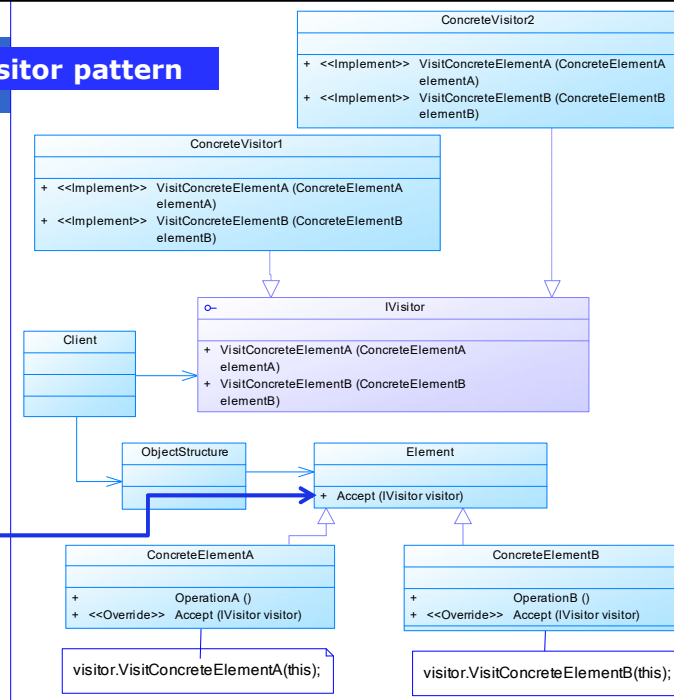 sitor pattern
ConcreteVisitor2
+ <<Implement>> VisitConcreteElementA (ConcreteElementA
elementA)
+ <<Implement>> VisitConcreteElementB (ConcreteElementB
elementB)
ConcreteVisitor1
+ <<Implement>> VisitConcreteElementA (ConcreteElementA
elementA)
+ <<Implement>> VisitConcreteElementB (ConcreteElementB
elementB)
IVisitor
+ VisitConcreteElementA (ConcreteElementA
elementA)
+ VisitConcreteElementB (ConcreteElementB
elementB)
Client
ObjectStructure
Element
+ Accept (IVisitor visitor)
ConcreteElementA
+ OperationA ()
+ <<Override>> Accept (IVisitor visitor)
ConcreteElementB
+ OperationB ()
+ <<Override>> Accept (IVisitor visitor)
visitor.VisitConcreteElementA(this);
visitor.VisitConcreteElementB(this);